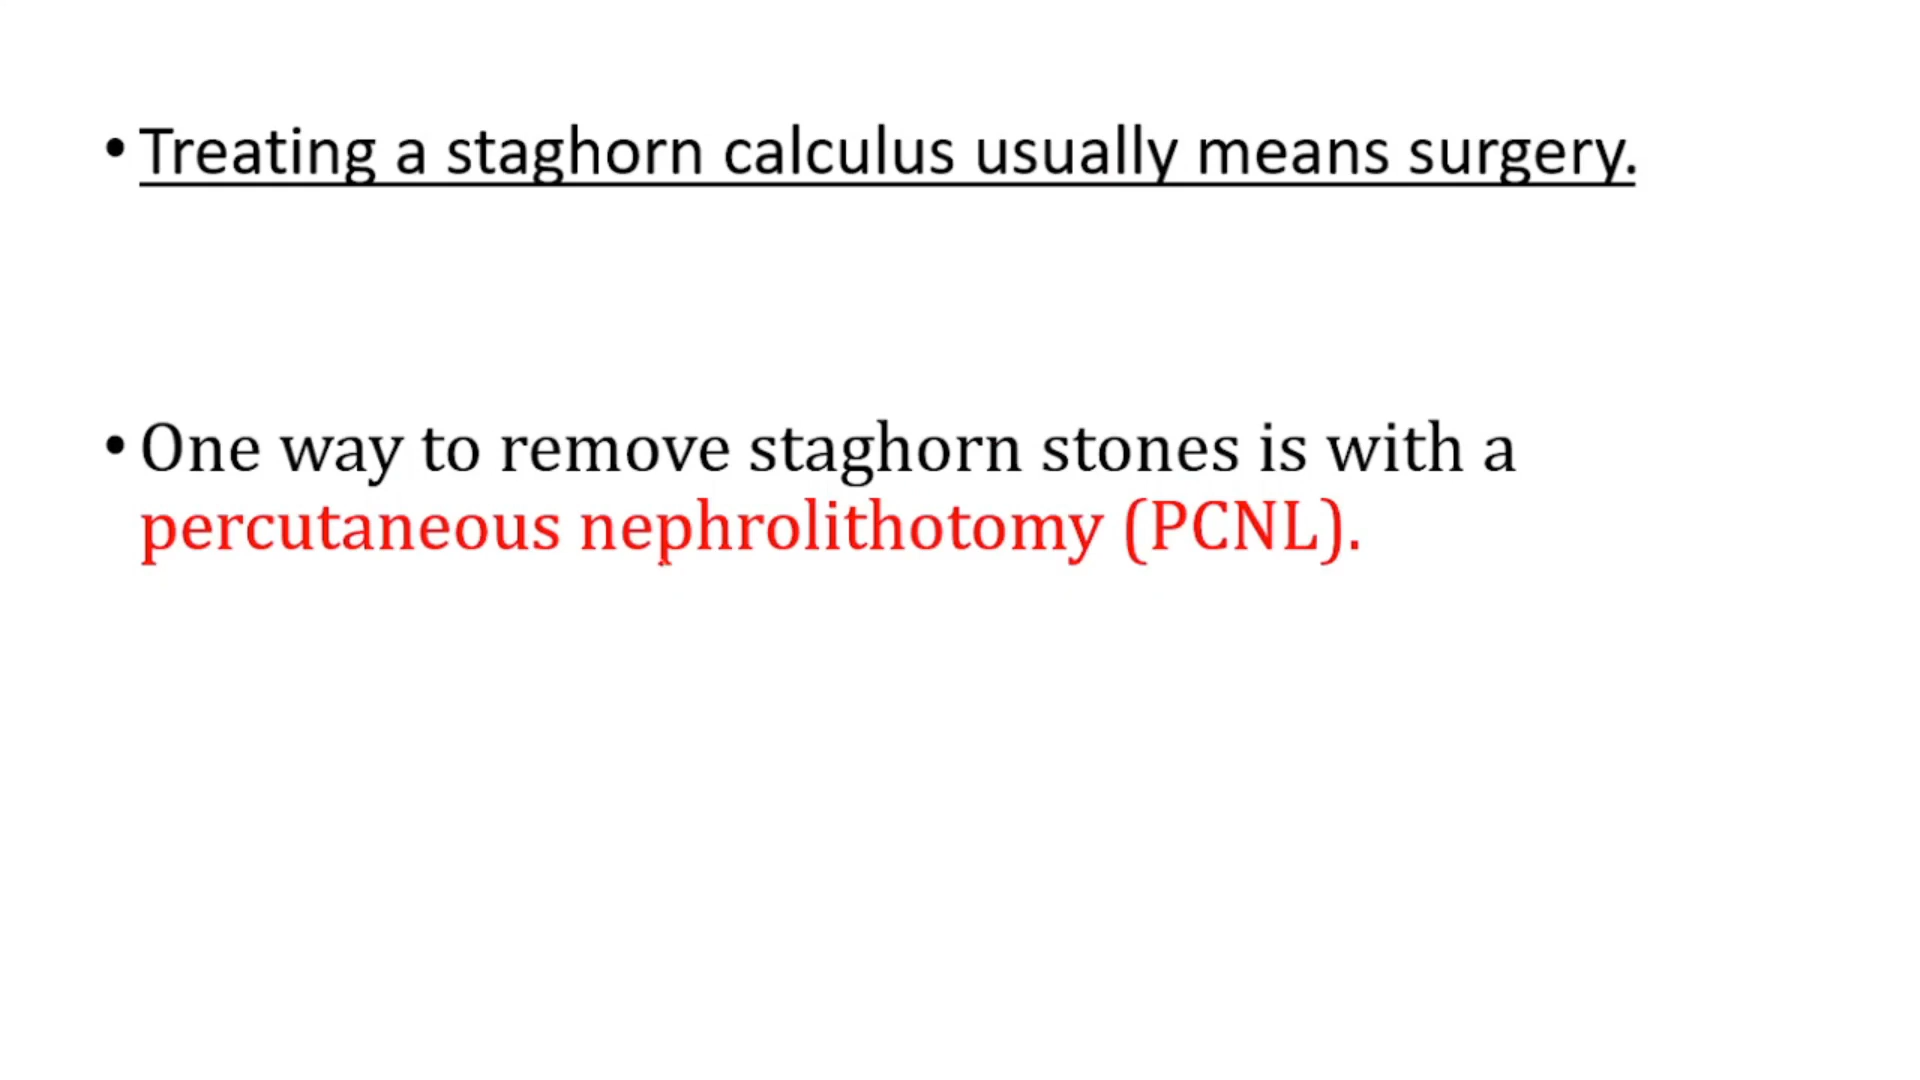 • Treating a staghorn calculus usually means surgery.
• One way to remove staghorn stones is with a
percutaneous nephrolithotomy (PCNL).